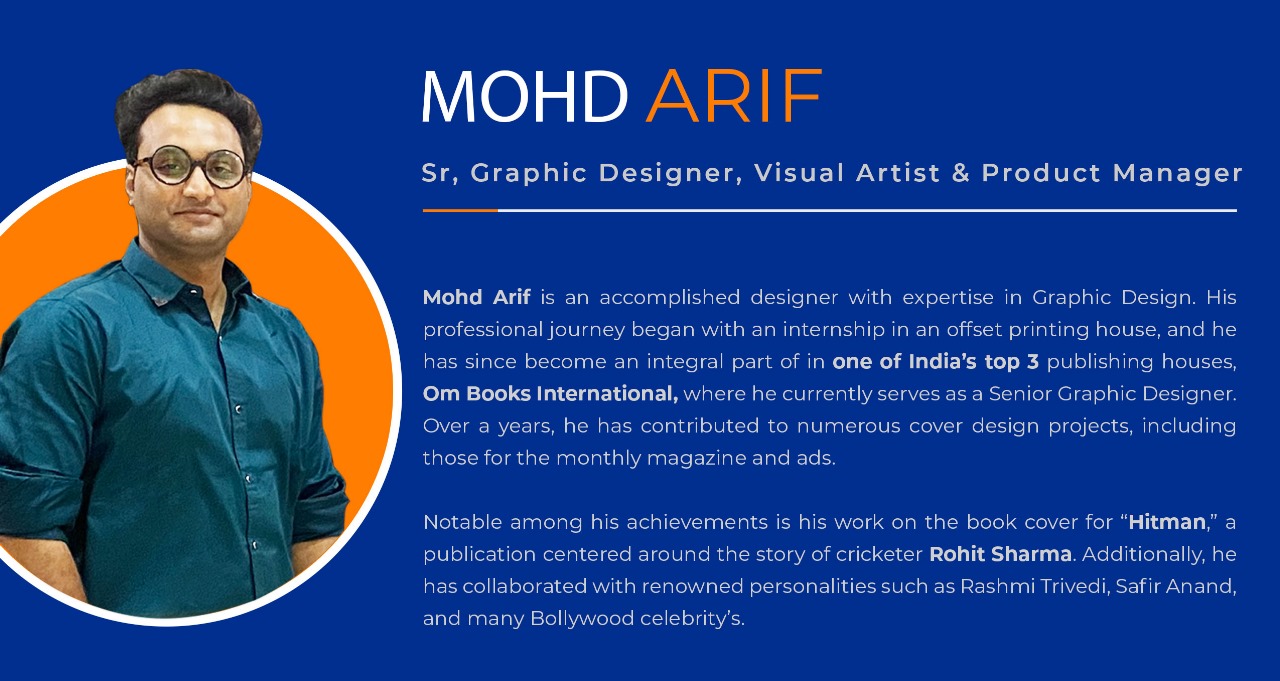 MOHD ARIF
Sr, Graphic Designer, Visual Artist & Product Manager
Mohd Arif is an accomplished designer with expertise in Graphic Design. His
professional journey began with an internship in an offset printing house, and he
has since become an integral part of in one of India’s top 3 publishing houses,
Om Books International, where he currently serves as a Senior Graphic Designer.
Over a years, he has contributed to numerous cover design projects, including
those for the monthly magazine and ads.
Notable among his achievements is his work on the book cover for “Hitman,” a
publication centered around the story of cricketer Rohit Sharma. Additionally, he
has collaborated with renowned personalities such as Rashmi Trivedi, Safir Anand,
and many Bollywood celebrity’s.